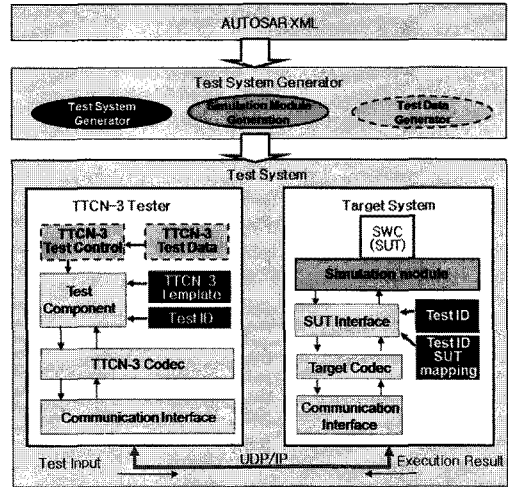 AUTOSAR XML
Test System Generator
Test System
Generator
Simulation Module
Generation
Test Data
Generator
Test System
TTCN-3 Tester
TTCN-3
Test Control
TTCN-3
Test Data
Test
Component
TTCN-3
Template
Test ID
TTCN-3 Codec
Communication Interface
Target System
SWC
(SUT)
Simulation module
SUT Interface
Test ID
Test ID
SUT
mapping
Target Codec
Communication
Interface
Test Input
UDP/IP
Execution Result